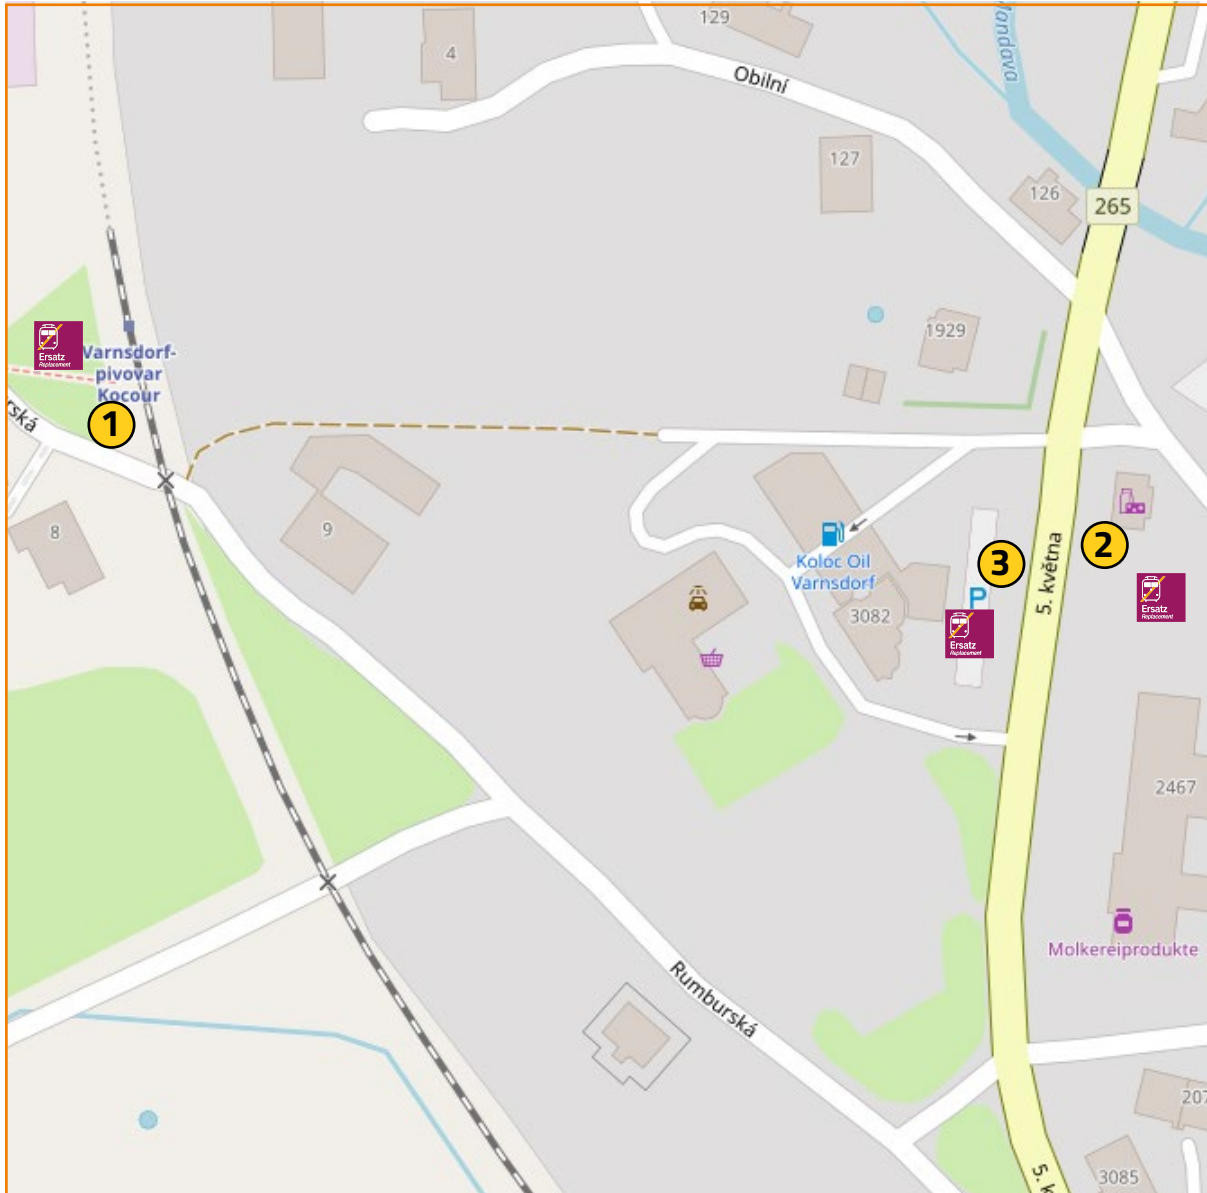 129
4
Obilní
Mandava
127
126
265
1929
Ersatz
Replacement
Varnsdorf-
pivovar
Kocour
1
rská
8
9
Koloc Oil
Varnsdorf
3082
P
3
2
5. května
Ersatz
Replacement
Ersatz
Replacement
2467
Molkereiprodukte
Rumburská
207
3085
5. k